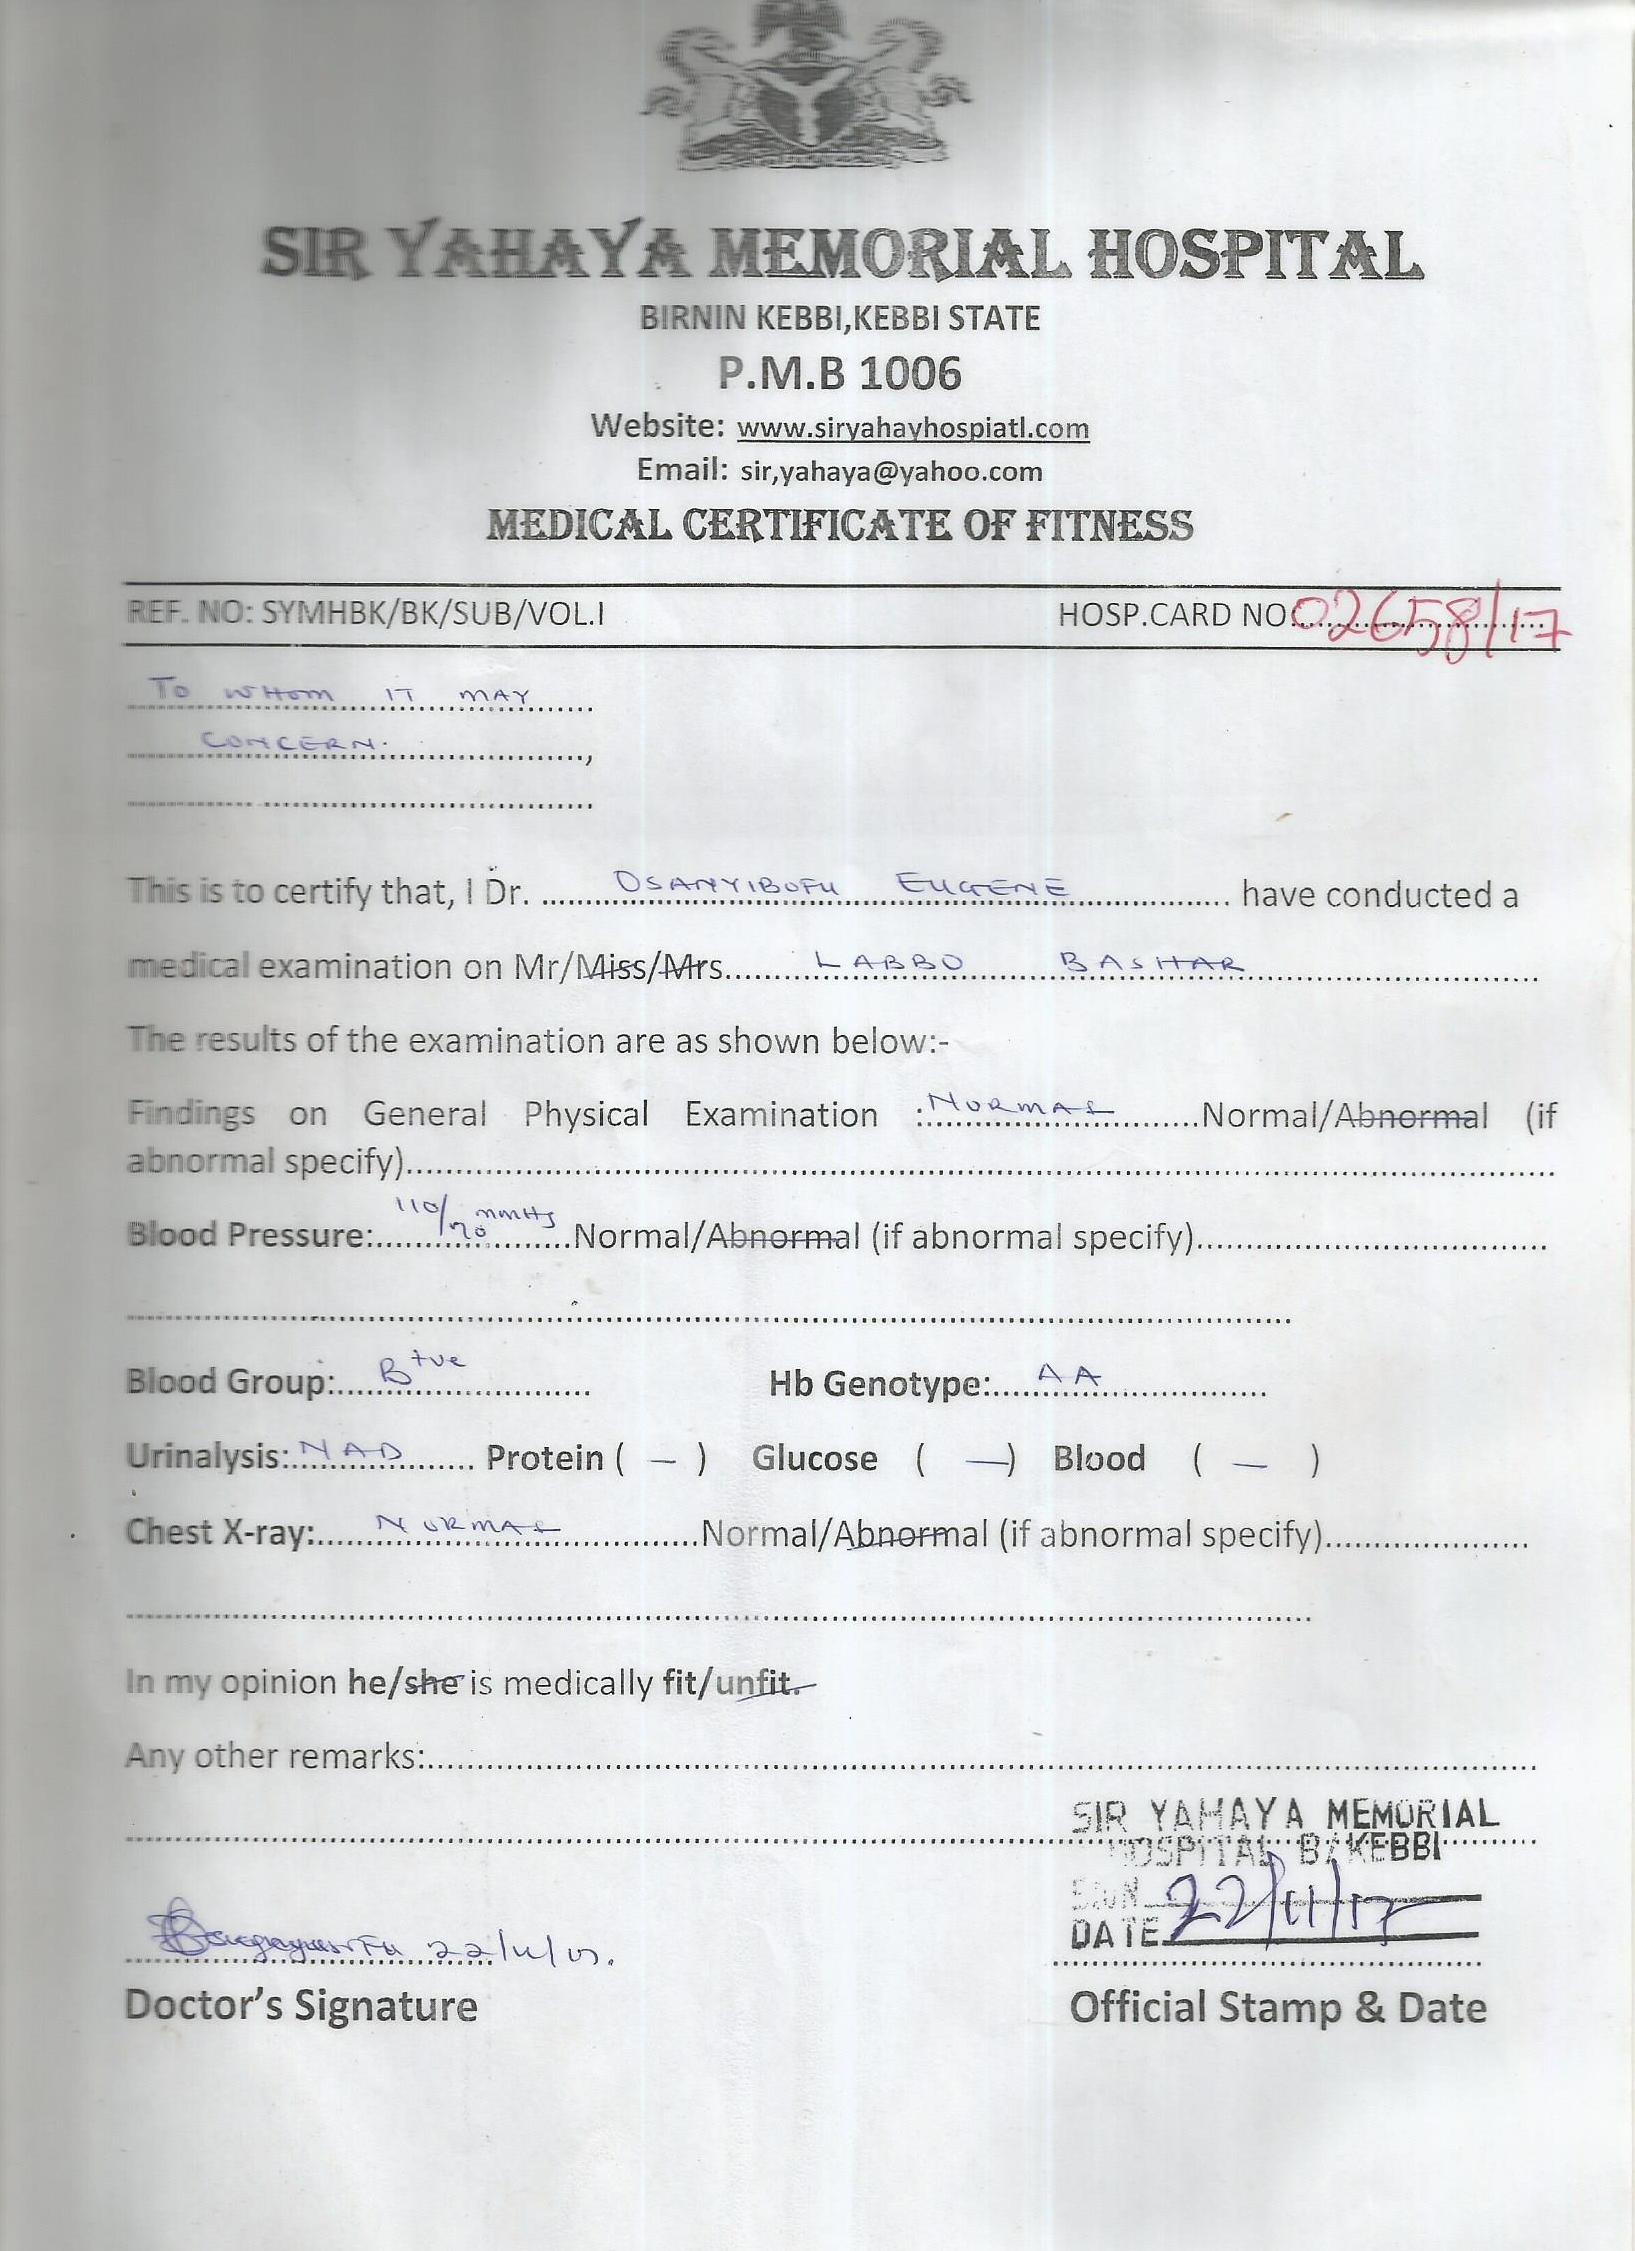 SIR YAHAYA MEMORIAL HOSPITAL
BIRNIN KEBBI,KEBBI STATE
P.M.B 1006
Website: www.siryahayhospiatl.com
Email: sir,yahaya@yahoo.com
MEDICAL CERTIFICATE OF FITNESS
REF. NO: SYMHBK/BK/SUB/VOL.I HOSP.CARD NO:02658/17
To WHOM IT MAY
CONCERN.
This is to certify that, I Dr. OSANYIBOFU EUGENE have conducted a
medical examination on Mr/Miss/Mrs LABBO BASHAR
The results of the examination are as shown below:-
Findings on General Physical Examination :NORMAL Normal/Abnormal (if
abnormal specify)
Blood Pressure: 110/70 mmHg Normal/Abnormal (if abnormal specify)
Blood Group: B+ve Hb Genotype: AA
Urinalysis: NAD Protein ( – ) Glucose ( – ) Blood ( – )
Chest X-ray: NORMAL Normal/Abnormal (if abnormal specify)
In my opinion he/she is medically fit/unfit.
Any other remarks:
SIR YAHAYA MEMORIAL
HOSPITAL B/KEBBI
SIGN
DATE 22/11/17
22/11/17.
Doctor's Signature Official Stamp & Date